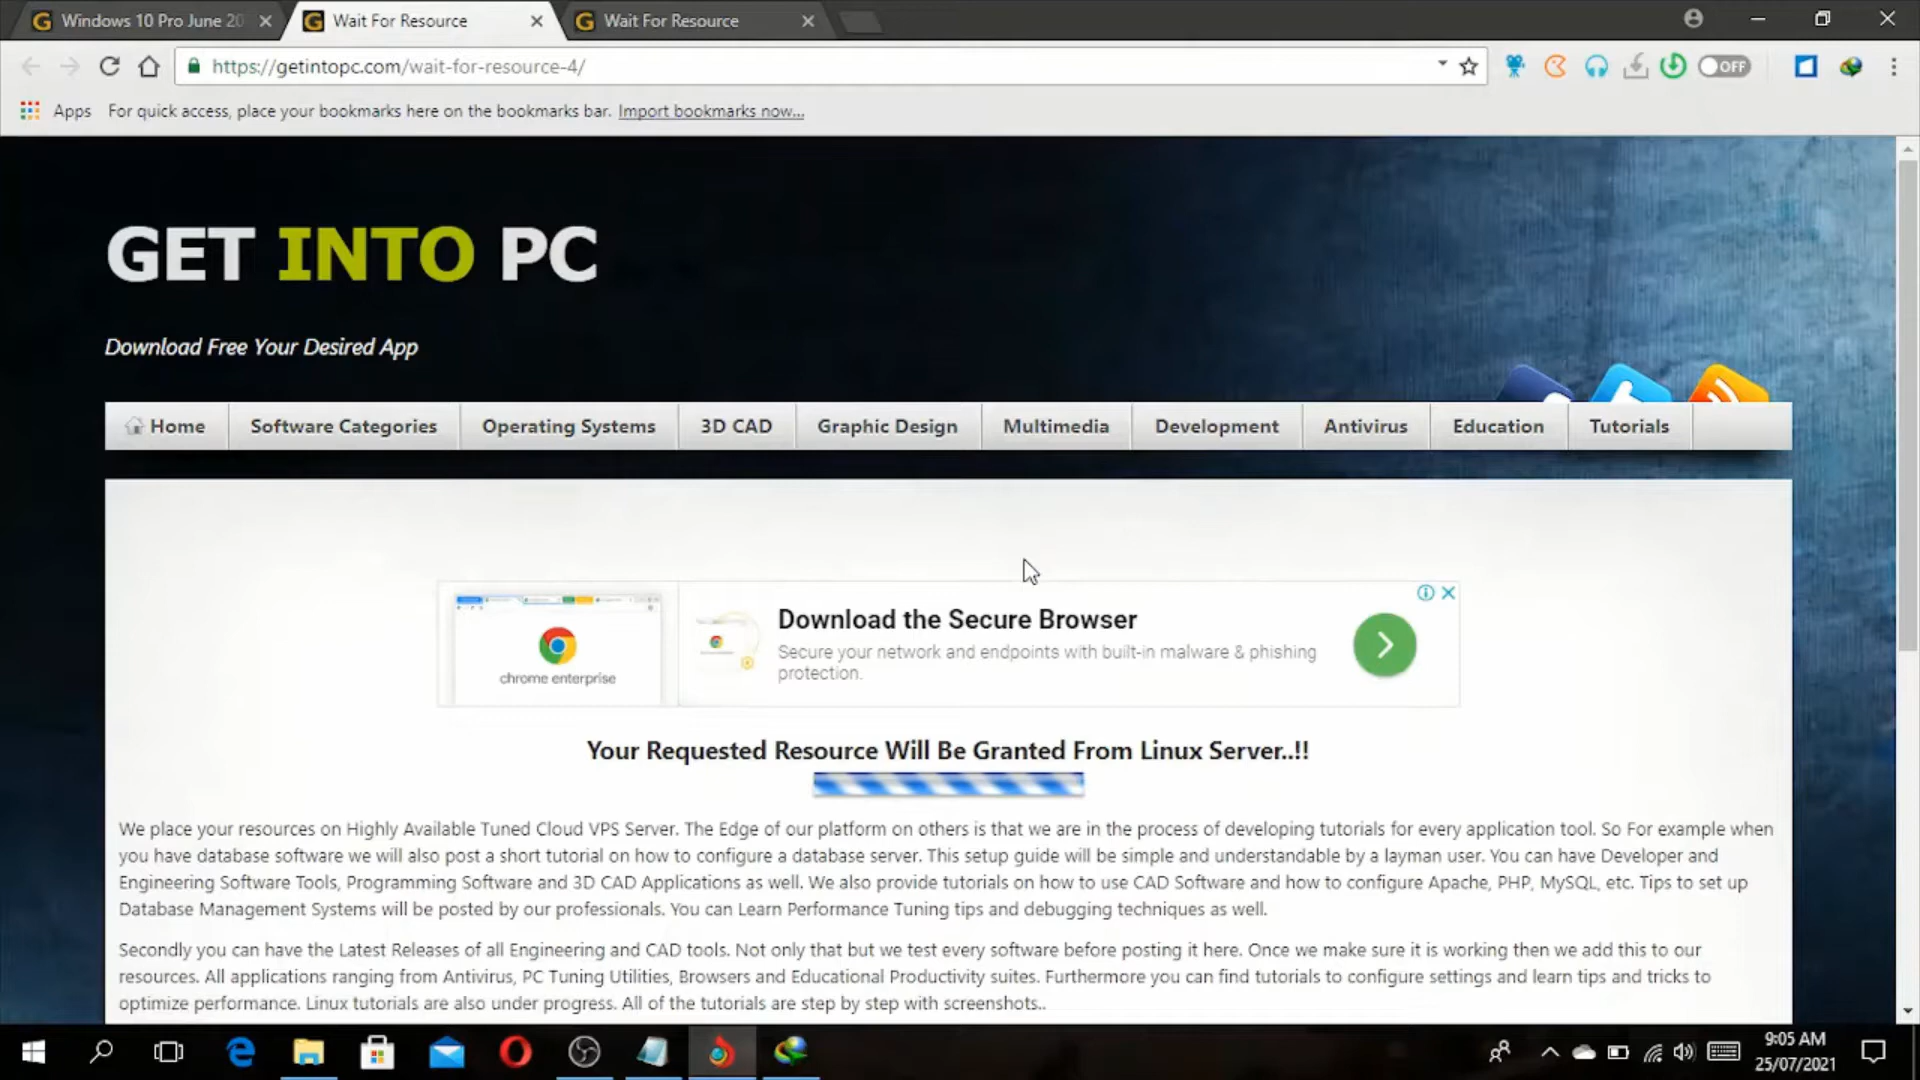 Windows 10 Pro June 20
Wait For Resource
Wait For Resource
https://getintopc.com/wait-for-resource-4/
OFF
Apps For quick access, place your bookmarks here on the bookmarks bar. Import bookmarks now...
GET INTO PC
Download Free Your Desired App
Home Software Categories Operating Systems 3D CAD Graphic Design Multimedia Development Antivirus Education Tutorials
chrome enterprise
Download the Secure Browser
Secure your network and endpoints with built-in malware & phishing
protection.
Your Requested Resource Will Be Granted From Linux Server..!!
We place your resources on Highly Available Tuned Cloud VPS Server. The Edge of our platform on others is that we are in the process of developing tutorials for every application tool. So For example when
you have database software we will also post a short tutorial on how to configure a database server. This setup guide will be simple and understandable by a layman user. You can have Developer and
Engineering Software Tools, Programming Software and 3D CAD Applications as well. We also provide tutorials on how to use CAD Software and how to configure Apache, PHP, MySQL, etc. Tips to set up
Database Management Systems will be posted by our professionals. You can Learn Performance Tuning tips and debugging techniques as well.
Secondly you can have the Latest Releases of all Engineering and CAD tools. Not only that but we test every software before posting it here. Once we make sure it is working then we add this to our
resources. All applications ranging from Antivirus, PC Tuning Utilities, Browsers and Educational Productivity suites. Furthermore you can find tutorials to configure settings and learn tips and tricks to
optimize performance. Linux tutorials are also under progress. All of the tutorials are step by step with screenshots..
9:05 AM
25/07/2021